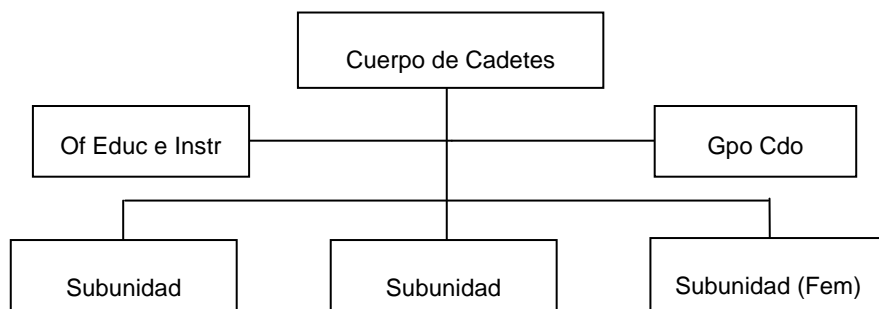 Cuerpo de Cadetes
Of Educ e Instr
Gpo Cdo
Subunidad
Subunidad
Subunidad (Fem)